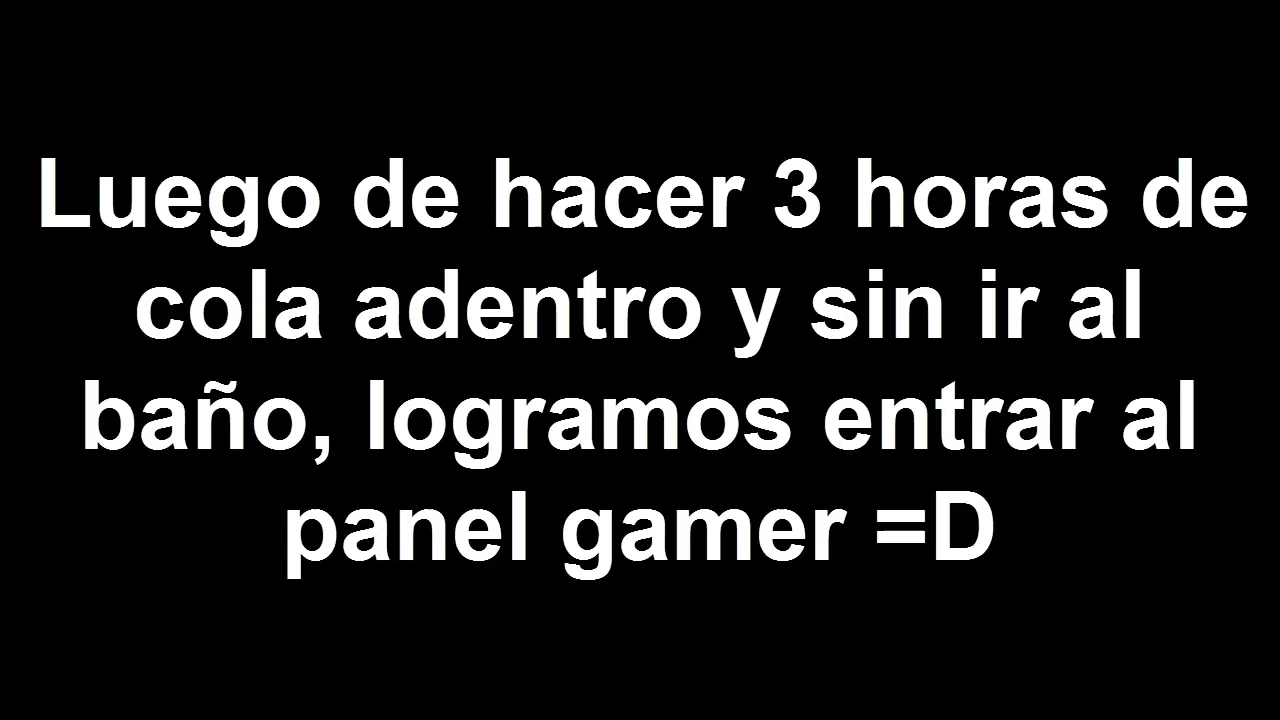 Luego de hacer 3 horas de
cola adentro y sin ir al
baño, logramos entrar al
panel gamer =D